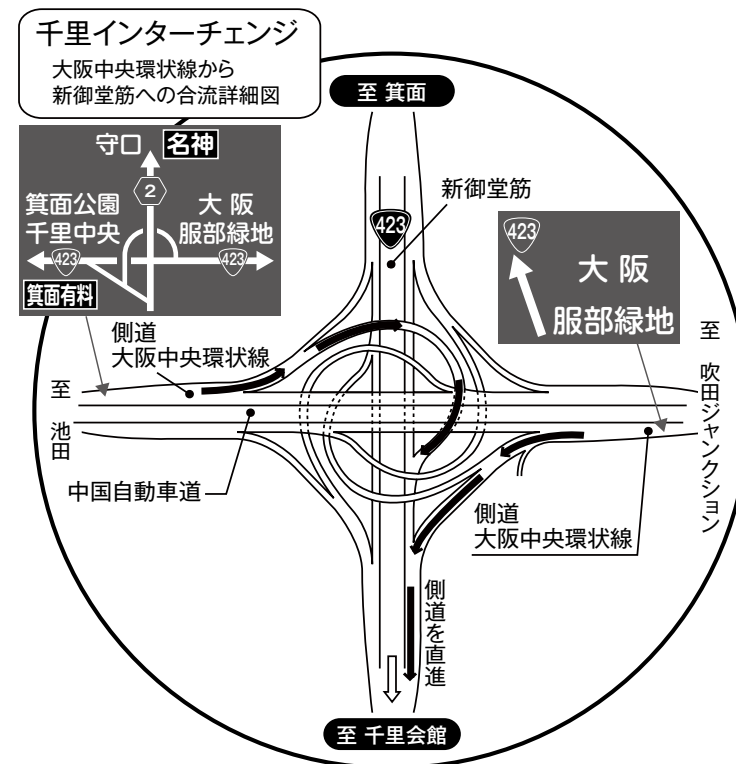 千里インターチェンジ
大阪中央環状線から
新御堂筋への合流詳細図
至 箕面
守口 名神
2
箕面公園
千里中央
大阪
服部緑地
423
423
箕面有料
新御堂筋
423
423
大阪
服部緑地
側道
大阪中央環状線
至 池田
至 吹田ジャンクション
中国自動車道
側道
大阪中央環状線
側道を直進
至 千里会館